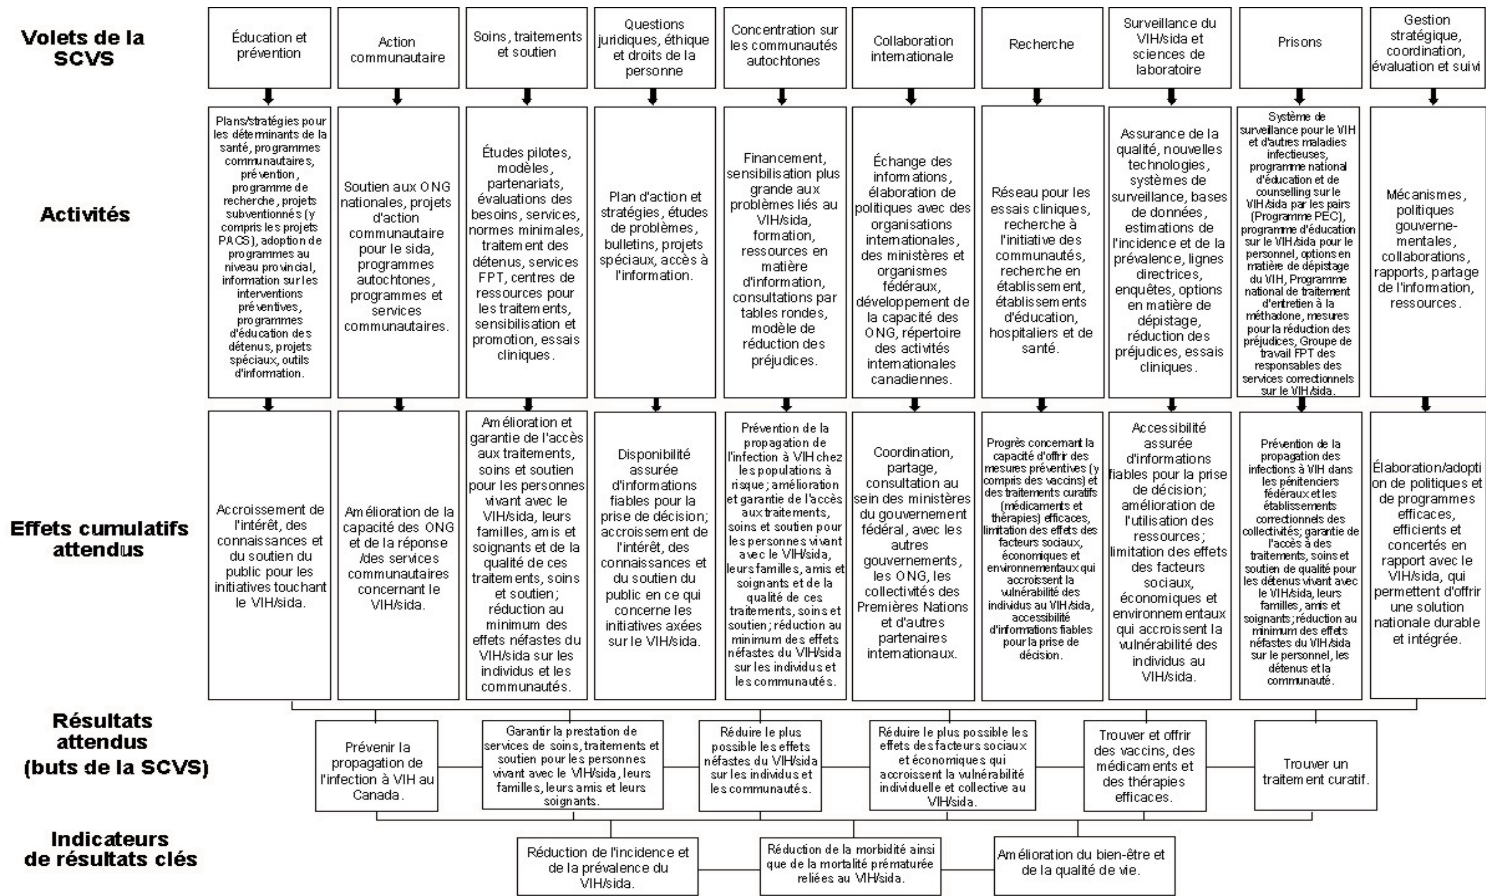 Volets de la
SCVS
Éducation et
prévention
Action
communautaire
Soins, traitements
et soutien
Questions
juridiques, éthique
et droits de la
personne
Concentration sur
les communautés
autochtones
Collaboration
internationale
Recherche
Surveillance du
VIH/sida et
sciences de
laboratoire
Prisons
Gestion
stratégique,
coordination,
évaluation et suivi
Activités
Plans/stratégies pour
les déterminants de la
santé, programmes
communautaires,
prévention,
programme de
recherche, projets
subventionnés (y
compris les projets
PACS), adoption de
programmes au
niveau provincial,
information sur les
interventions
préventives,
programmes
d'éducation des
détenus, projets
spéciaux, outils
d'information.
Soutien aux ONG
nationales, projets
d'action
communautaire
pour le sida,
programmes
autochtones,
programmes et
services
communautaires.
Études pilotes,
modèles,
partenariats,
évaluations des
besoins, services,
normes minimales,
traitement des
détenus, services
FPT, centres de
ressources pour
les traitements,
sensibilisation et
promotion, essais
cliniques.
Plan d'action et
stratégies, études
de problèmes,
bulletins, projets
spéciaux, accès à
l'information.
Financement,
sensibilisation plus
grande aux
problèmes liés au
VIH/sida,
formation,
ressources en
matière
d'information,
consultations par
tables rondes,
modèle de
réduction des
préjudices.
Échange des
informations,
élaboration de
politiques avec des
organisations
internationales,
des ministères et
organismes
fédéraux,
développement de
la capacité des
ONG, répertoire
des activités
internationales
canadiennes.
Réseau pour les
essais cliniques,
recherche à
l'initiative des
communautés,
recherche en
établissement,
établissements
d'éducation,
hospitaliers et de
santé.
Assurance de la
qualité, nouvelles
technologies,
systèmes de
surveillance, bases
de données,
estimations de
l'incidence et de la
prévalence, lignes
directrices,
enquêtes, options
en matière de
dépistage,
réduction des
préjudices, essais
cliniques.
Système de
surveillance pour le VIH
et d'autres maladies
infectieuses,
programme national
d'éducation et de
counselling sur le
VIH/sida par les pairs
(Programme PEC),
programme d'éducation
sur le VIH/sida pour le
personnel, options en
matière de dépistage
du VIH, Programme
national de traitement
d'entretien à la
méthadone, mesures
pour la réduction des
préjudices, Groupe de
travail FPT des
responsables des
services correctionnels
sur le VIH/sida.
Mécanismes,
politiques
gouverne-
mentales,
collaborations,
rapports, partage
de l'information,
ressources.
Effets cumulatifs
attendus
Accroissement de
l'intérêt, des
connaissances et
du soutien du
public pour les
initiatives touchant
le VIH/sida.
Amélioration de la
capacité des ONG
et de la réponse
/des services
communautaires
concernant le
VIH/sida.
Amélioration et
garantie de l'accès
aux traitements,
soins et soutien
pour les personnes
vivant avec le
VIH/sida, leurs
familles, amis et
soignants et de la
qualité de ces
traitements, soins
et soutien;
réduction au
minimum des
effets néfastes du
VIH/sida sur les
individus et les
communautés.
Disponibilité
assurée
d'informations
fiables pour la
prise de décision;
accroissement de
l'intérêt, des
connaissances et
du soutien du
public en ce qui
concerne les
initiatives axées
sur le VIH/sida.
Prévention de la
propagation de
l'infection à VIH chez
les populations à
risque; amélioration
et garantie de l'accès
aux traitements,
soins et soutien pour
les personnes vivant
avec le VIH/sida,
leurs familles, amis et
soignants et de la
qualité de ces
traitements, soins et
soutien; réduction au
minimum des effets
néfastes du VIH/sida
sur les individus et
les communautés.
Coordination,
partage,
consultation au
sein des ministères
du gouvernement
fédéral, avec les
autres
gouvernements,
les ONG, les
collectivités des
Premières Nations
et d'autres
partenaires
internationaux.
Progrès concernant la
capacité d'offrir des
mesures préventives (y
compris des vaccins) et
des traitements curatifs
(médicaments et
thérapies) efficaces,
limitation des effets des
facteurs sociaux,
économiques et
environnementaux qui
accroissent la
vulnérabilité des
individus au VIH/sida,
accessibilité
d'informations fiables
pour la prise de
décision.
Accessibilité
assurée
d'informations
fiables pour la prise
de décision;
amélioration de
l'utilisation des
ressources;
limitation des effets
des facteurs
sociaux,
économiques et
environnementaux
qui accroissent la
vulnérabilité des
individus au
VIH/sida.
Prévention de la
propagation des
infections à VIH dans
les péniten­ciers
fédéraux et les
établissements
correctionnels des
collectivités; garantie
de l'accès à des
traitements, soins et
soutien de qualité pour
les détenus vivant avec
le VIH/sida, leurs
familles, amis et
soignants; réduction au
minimum des effets
néfastes du VIH/sida
sur le personnel, les
détenus et la
communauté.
Élaboration/adopti
on de politiques et
de programmes
efficaces,
efficients et
concertés en
rapport avec le
VIH/sida, qui
permettent d'offrir
une solution
nationale durable
et intégrée.
Résultats
attendus
(buts de la SCVS)
Prévenir la
propagation de
l'infection à VIH au
Canada.
Garantir la prestation de
services de soins, traitements et
soutien pour les personnes
vivant avec le VIH/sida, leurs
familles, leurs amis et leurs
soignants.
Réduire le plus
possible les effets
néfastes du VIH/sida
sur les individus et
les communautés.
Réduire le plus possible les
effets des facteurs sociaux
et économiques qui
accroissent la vulnérabilité
individuelle et collective au
VIH/sida.
Trouver et offrir
des vaccins, des
médicaments et
des thérapies
efficaces.
Trouver un
traitement curatif.
Indicateurs
de résultats clés
Réduction de l'incidence et
de la prévalence du
VIH/sida.
Réduction de la morbidité ainsi
que de la mortalité prématurée
reliées au VIH/sida.
Amélioration du bien-être et
de la qualité de vie.